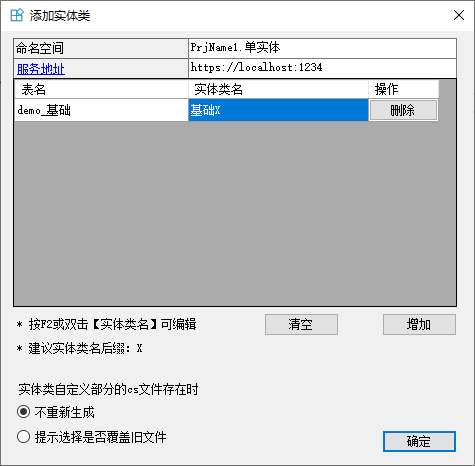 添加实体类
命名空间 PrjName1.单实体
服务地址 https://localhost:1234
表名 实体类名 操作
demo_基础 基础X 删除
* 按F2或双击【实体类名】可编辑 清空 增加
* 建议实体类名后缀: X
实体类自定义部分的cs文件存在时
不重新生成
提示选择是否覆盖旧文件
确定